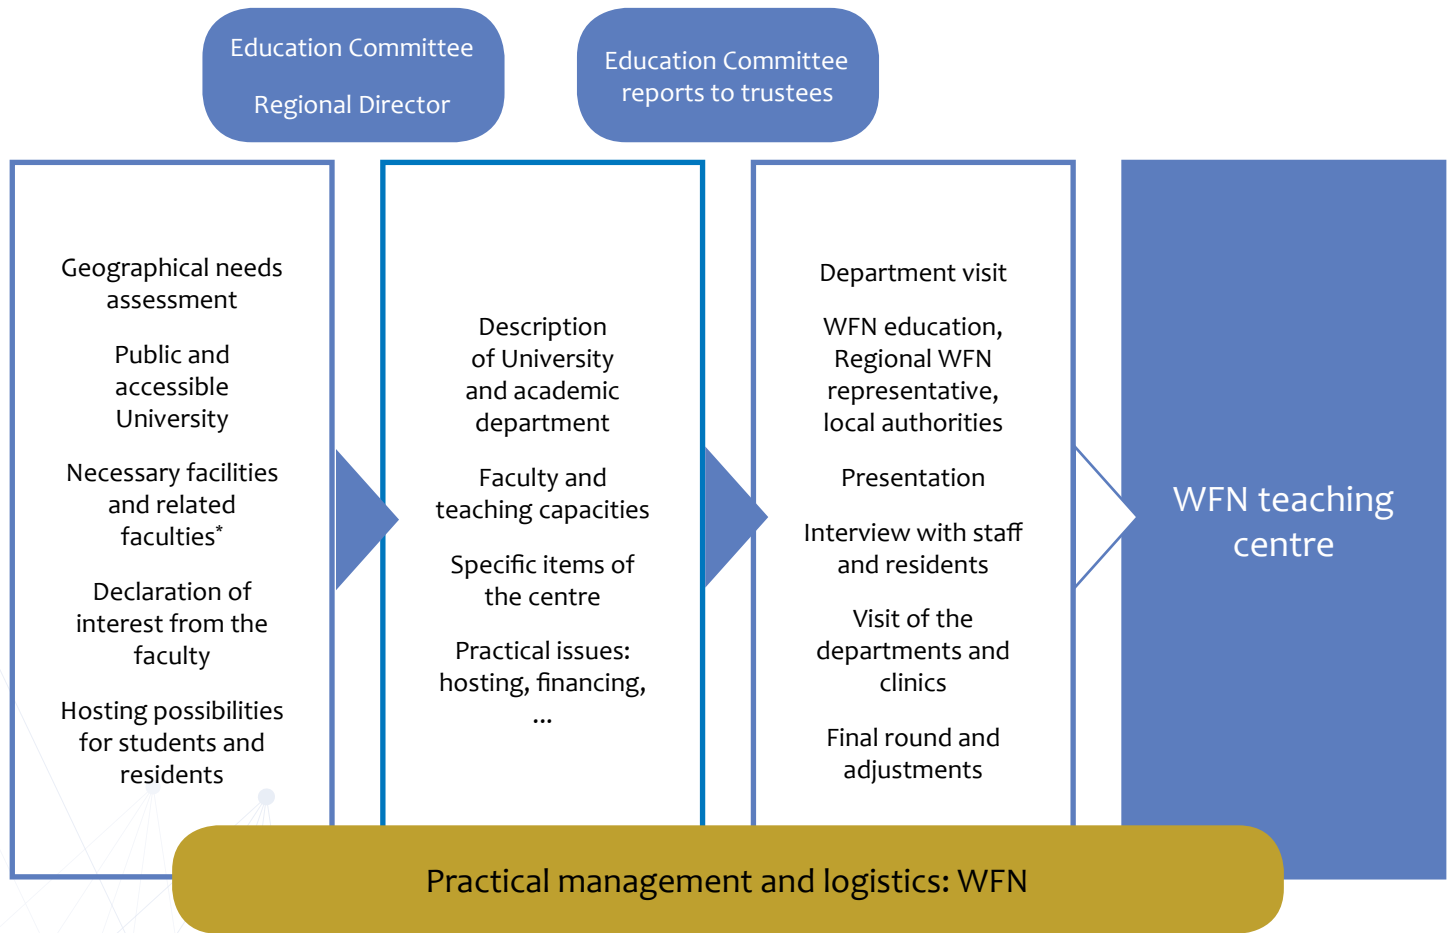 Education Committee
Regional Director
Education Committee
reports to trustees
Geographical needs
assessment
Public and
accessible
University
Necessary facilities
and related
faculties*
Declaration of
interest from the
faculty
Hosting possibilities
for students and
residents
Description
of University
and academic
department
Faculty and
teaching capacities
Specific items of
the centre
Practical issues:
hosting, financing,
...
Department visit
WFN education,
Regional WFN
representative,
local authorities
Presentation
Interview with staff
and residents
Visit of the
departments and
clinics
Final round and
adjustments
WFN teaching
centre
Practical management and logistics: WFN